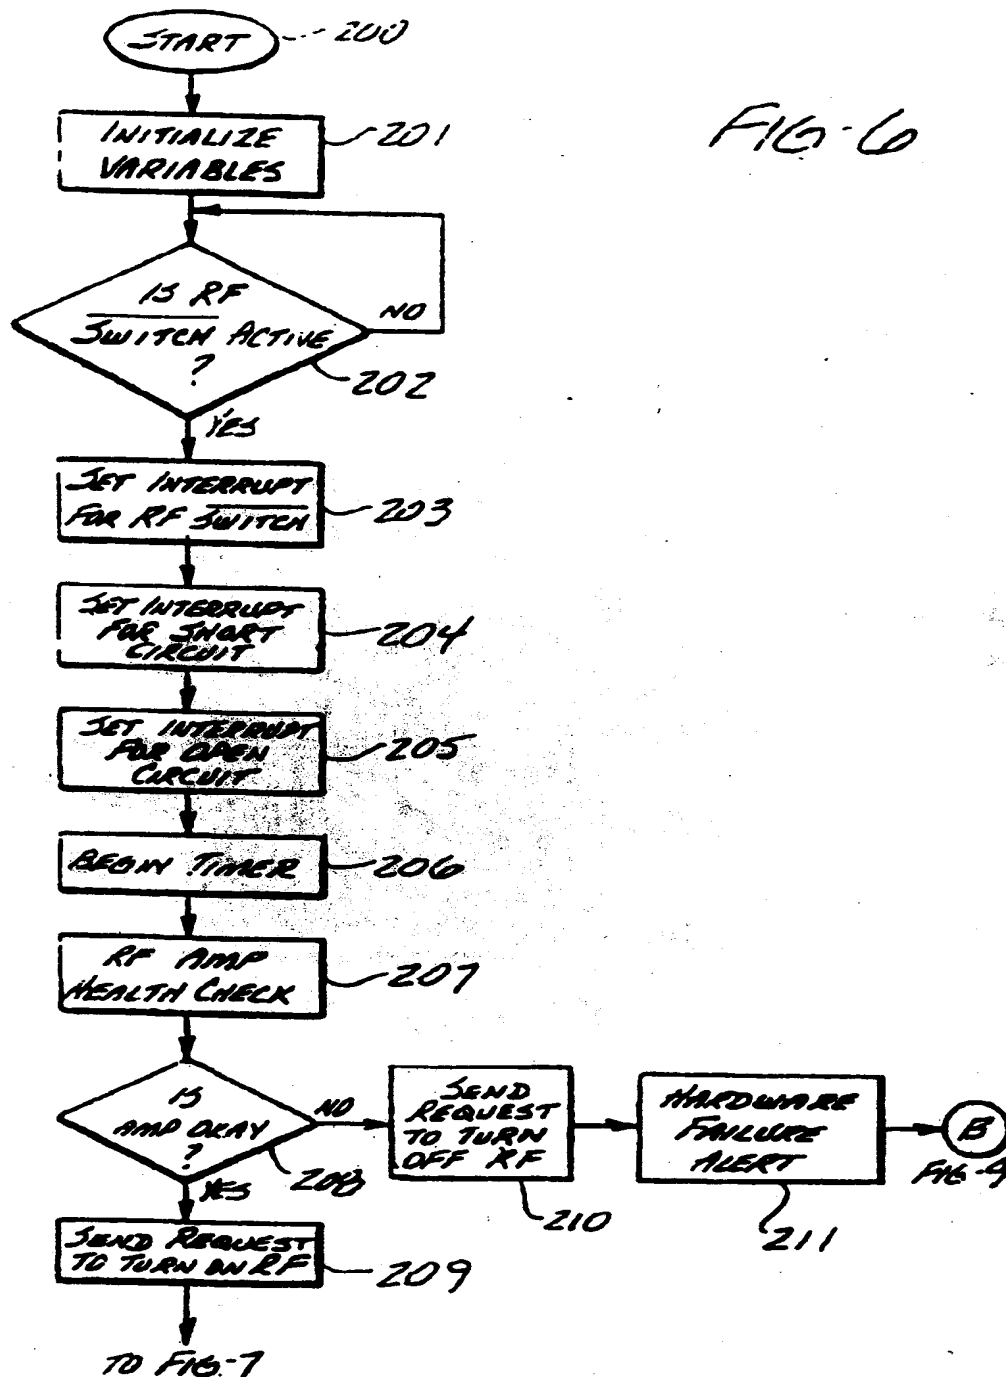 START
200
FIG-6
INITIALIZE
VARIABLES
201
IS RF
SWITCH ACTIVE
?
NO
202
YES
SET INTERRUPT
FOR RF SWITCH
203
SET INTERRUPT
FOR SHORT
CIRCUIT
204
SET INTERRUPT
FOR OPEN
CIRCUIT
205
BEGIN TIMER
206
RF AMP
HEALTH CHECK
207
IS
AMP OKAY
?
NO
208
YES
SEND
REQUEST
TO TURN
OFF RF
210
HARDWARE
FAILURE
ALERT
211
B
FIG-9
SEND REQUEST
TO TURN ON RF
209
TO FIG-7